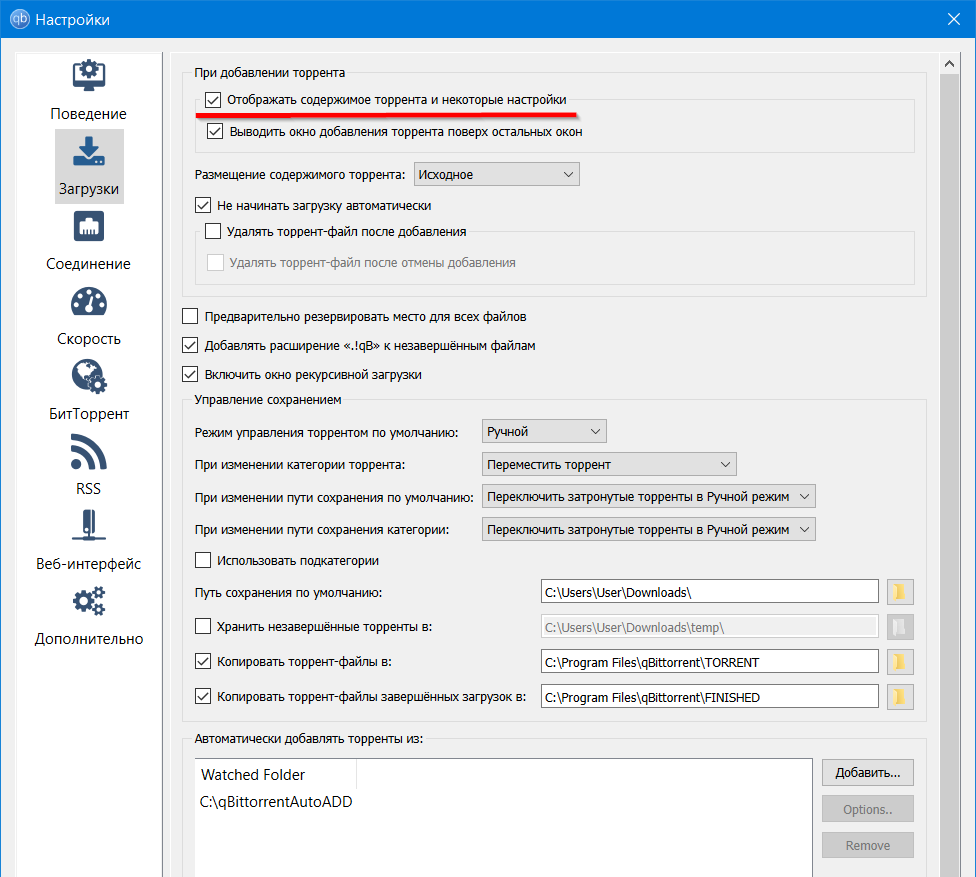 qb Настройки
Поведение
Загрузки
Соединение
Скорость
БитТоррент
RSS
Веб-интерфейс
Дополнительно
При добавлении торрента
Отображать содержимое торрента и некоторые настройки
Выводить окно добавления торрента поверх остальных окон
Размещение содержимого торрента: Исходное
Не начинать загрузку автоматически
Удалять торрент-файл после добавления
Удалять торрент-файл после отмены добавления
Предварительно резервировать место для всех файлов
Добавлять расширение «.!qB» к незавершённым файлам
Включить окно рекурсивной загрузки
Управление сохранением
Режим управления торрентом по умолчанию: Ручной
При изменении категории торрента: Переместить торрент
При изменении пути сохранения по умолчанию: Переключить затронутые торренты в Ручной режим
При изменении пути сохранения категории: Переключить затронутые торренты в Ручной режим
Использовать подкатегории
Путь сохранения по умолчанию: C:\Users\User\Downloads\
Хранить незавершённые торренты в: C:\Users\User\Downloads\temp\
Копировать торрент-файлы в: C:\Program Files\qBittorrent\TORRENT
Копировать торрент-файлы завершённых загрузок в: C:\Program Files\qBittorrent\FINISHED
Автоматически добавлять торренты из:
Watched Folder
C:\qBittorrentAutoADD
Добавить...
Options..
Remove